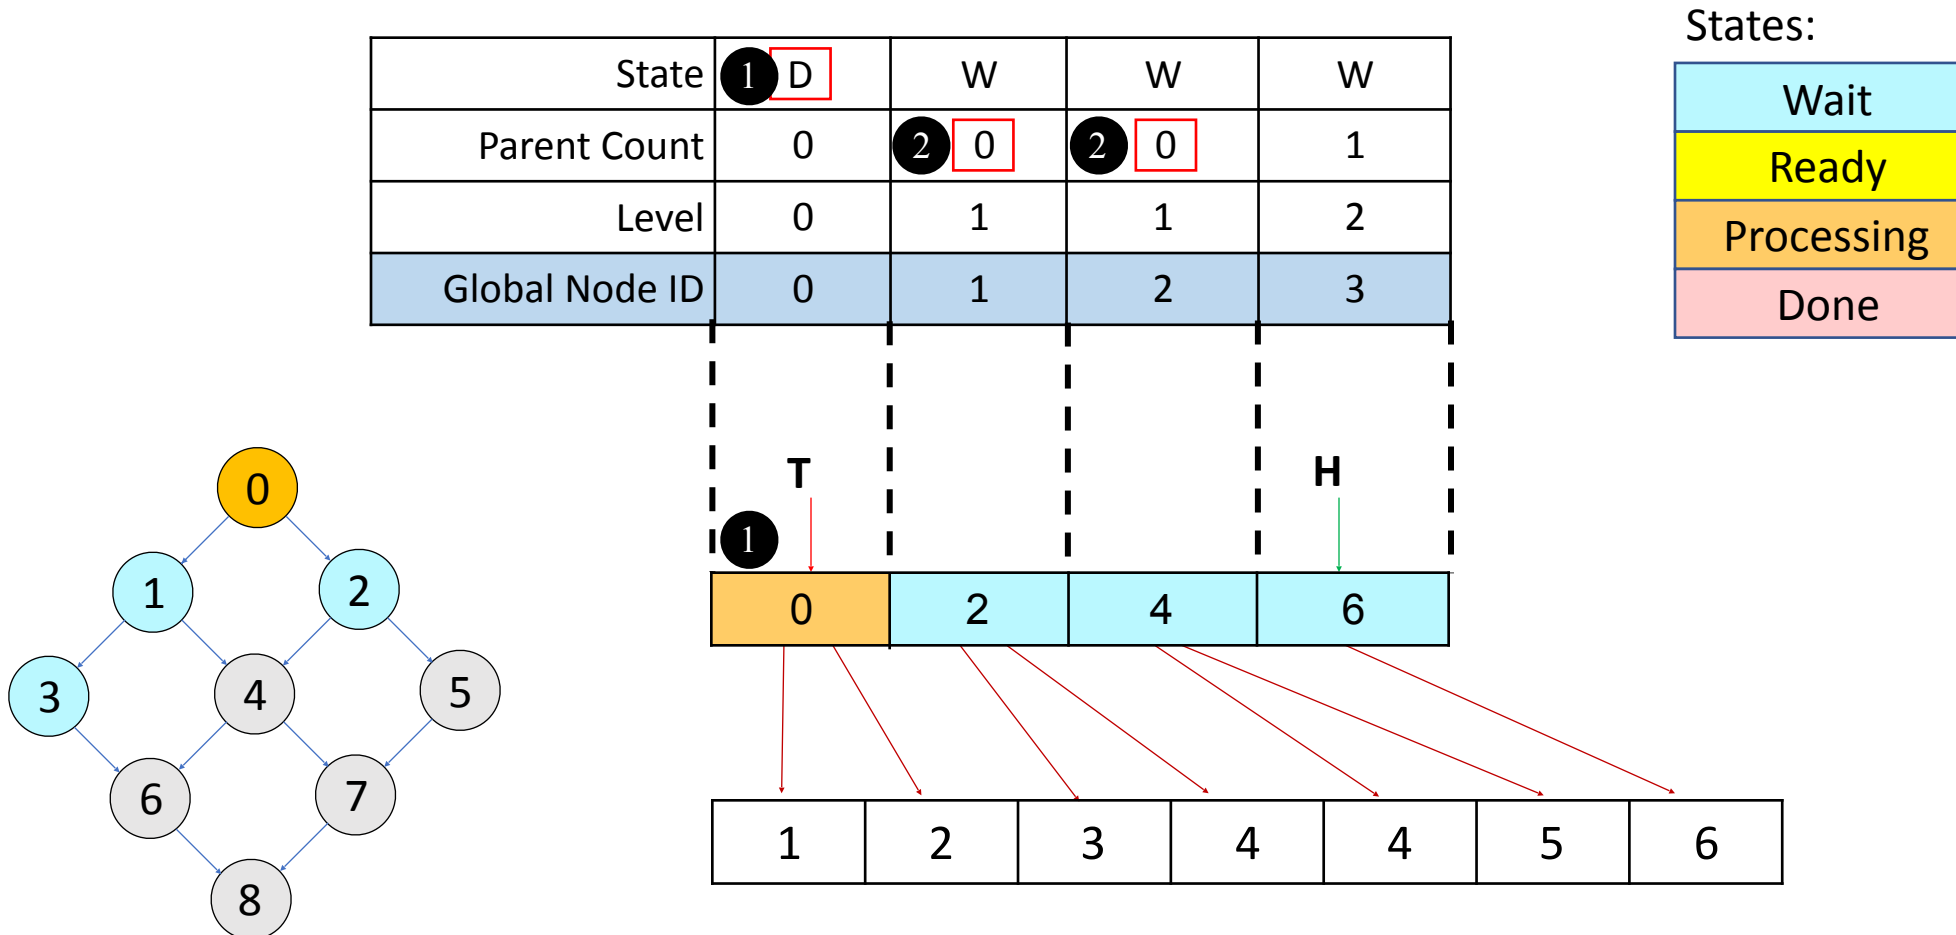 States:
State 1 D W W W
Parent Count 0 2 0 2 0 1
Level 0 1 1 2
Global Node ID 0 1 2 3
Wait
Ready
Processing
Done
T H
1
0 2 4 6
1 2 3 4 4 5 6
0
1 2
3 4 5
6 7
8